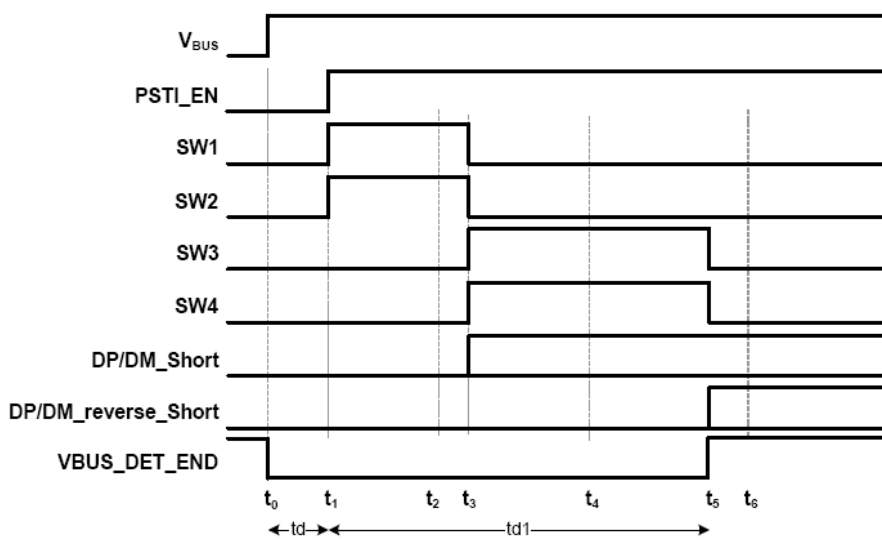 V_BUS
PSTI_EN
SW1
SW2
SW3
SW4
DP/DM_Short
DP/DM_reverse_Short
VBUS_DET_END
t₀ t₁ t₂ t₃ t₄ t₅ t₆
td td1